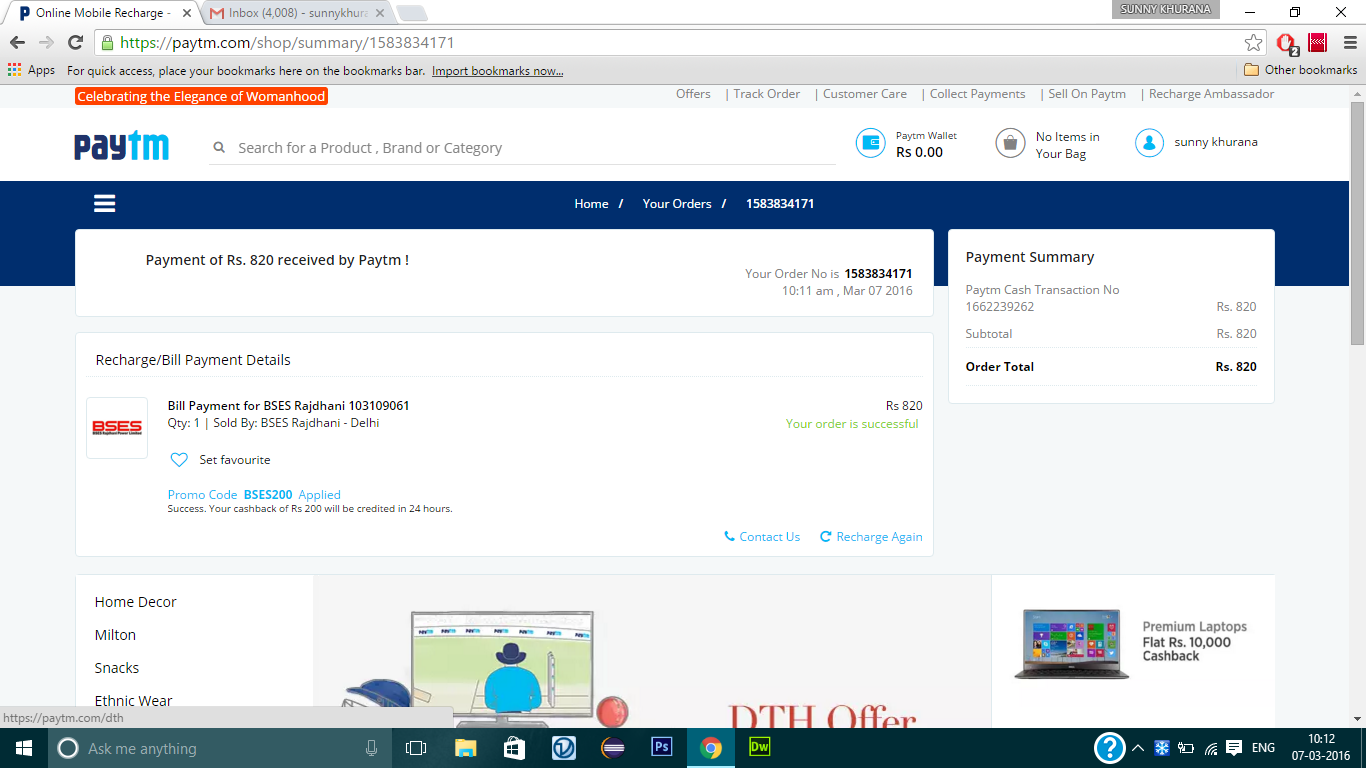 Online Mobile Recharge -
Inbox (4,008) - sunnykhura
SUNNY KHURANA
https://paytm.com/shop/summary/1583834171
2
Apps
For quick access, place your bookmarks here on the bookmarks bar. Import bookmarks now...
Other bookmarks
Celebrating the Elegance of Womanhood
Offers | Track Order | Customer Care | Collect Payments | Sell On Paytm | Recharge Ambassador
paytm
Search for a Product , Brand or Category
Paytm Wallet
Rs 0.00
No Items in
Your Bag
sunny khurana
Home / Your Orders / 1583834171
Payment of Rs. 820 received by Paytm !
Your Order No is 1583834171
10:11 am , Mar 07 2016
Payment Summary
Paytm Cash Transaction No
1662239262 Rs. 820
Subtotal Rs. 820
Order Total Rs. 820
Recharge/Bill Payment Details
BSES
BSES Rajdhani Power Limited
Bill Payment for BSES Rajdhani 103109061
Rs 820
Qty: 1 | Sold By: BSES Rajdhani - Delhi
Your order is successful
Set favourite
Promo Code BSES200 Applied
Success. Your cashback of Rs 200 will be credited in 24 hours.
Contact Us
Recharge Again
Home Decor
Milton
Snacks
Ethnic Wear
DTH Offer
Premium Laptops
Flat Rs. 10,000
Cashback
https://paytm.com/dth
Ask me anything
Ps
Dw
ENG
10:12
07-03-2016